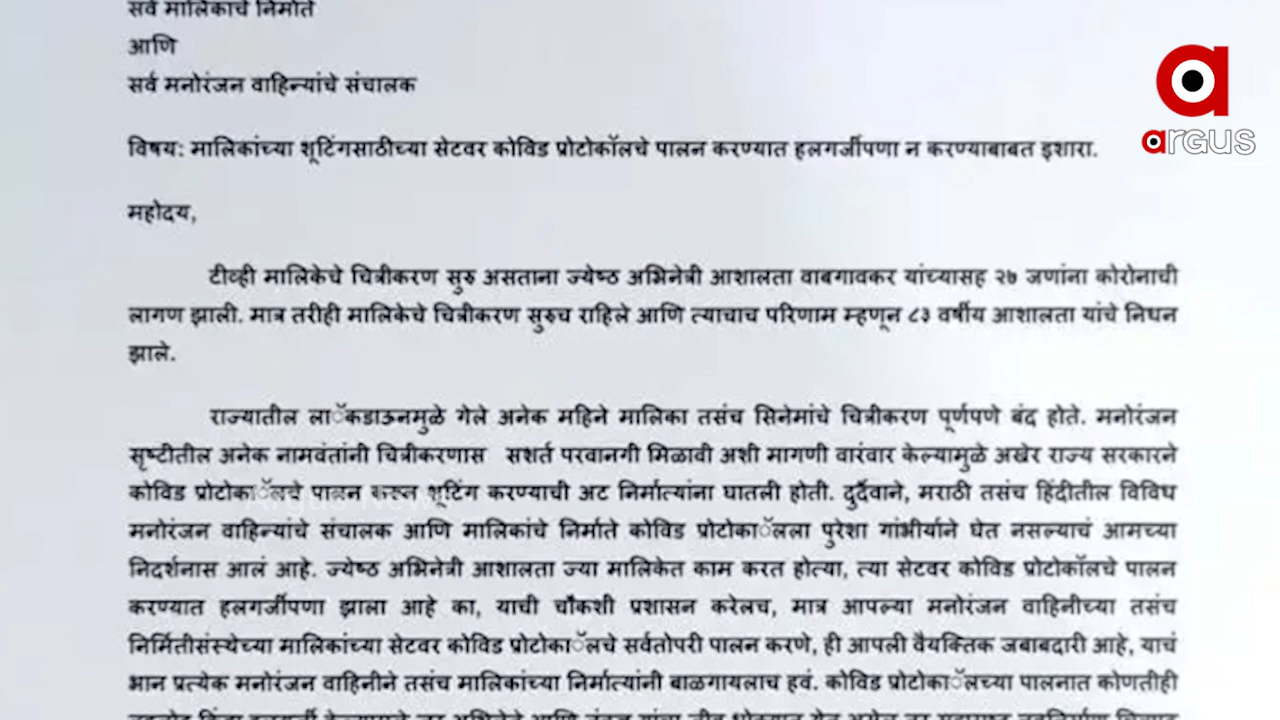 सर्व मालिकांचे निर्माते
आणि
सर्व मनोरंजन वाहिन्यांचे संचालक
विषय: मालिकांच्या शूटिंगसाठीच्या सेटवर कोविड प्रोटोकॉलचे पालन करण्यात हलगर्जीपणा न करण्याबाबत इशारा.
argus
महोदय,
टीव्ही मालिकेचे चित्रीकरण सुरु असताना ज्येष्ठ अभिनेत्री आशालता वाबगावकर यांच्यासह २७ जणांना कोरोनाची
लागण झाली. मात्र तरीही मालिकेचे चित्रीकरण सुरुच राहिले आणि त्याचाच परिणाम म्हणून ८३ वर्षीय आशालता यांचे निधन
झाले.
राज्यातील लाॅकडाऊनमुळे गेले अनेक महिने मालिका तसंच सिनेमांचे चित्रीकरण पूर्णपणे बंद होते. मनोरंजन
सृष्टीतील अनेक नामवंतांनी चित्रीकरणास सशर्त परवानगी मिळावी अशी मागणी वारंवार केल्यामुळे अखेर राज्य सरकारने
कोविड प्रोटोकाॅलचे पालन करून शूटिंग करण्याची अट निर्मात्यांना घातली होती. दुर्दैवाने, मराठी तसंच हिंदीतील विविध
Argus News
मनोरंजन वाहिन्यांचे संचालक आणि मालिकांचे निर्माते कोविड प्रोटोकाॅलला पुरेशा गांभीर्याने घेत नसल्याचं आमच्या
निदर्शनास आलं आहे. ज्येष्ठ अभिनेत्री आशालता ज्या मालिकेत काम करत होत्या, त्या सेटवर कोविड प्रोटोकॉलचे पालन
करण्यात हलगर्जीपणा झाला आहे का, याची चौकशी प्रशासन करेलच, मात्र आपल्या मनोरंजन वाहिनीच्या तसंच
निर्मितीसंस्थेच्या मालिकांच्या सेटवर कोविड प्रोटोकाॅलचे सर्वतोपरी पालन करणे, ही आपली वैयक्तिक जबाबदारी आहे, याचं
भान प्रत्येक मनोरंजन वाहिनीने तसंच मालिकांच्या निर्मात्यांनी बाळगायलाच हवं. कोविड प्रोटोकाॅलच्या पालनात कोणतीही